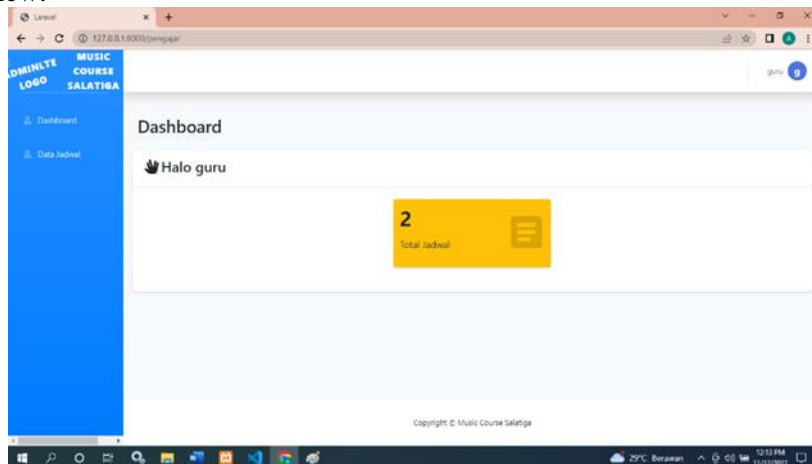 Laravel
127.0.0.1:8000/pengajar
ADMINLTE
LOGO
MUSIC
COURSE
SALATIGA
guru
g
Dashboard
Data Jadwal
Dashboard
Halo guru
2
Total Jadwal
Copyright © Music Course Salatiga
29°C Berawan
12:13 PM